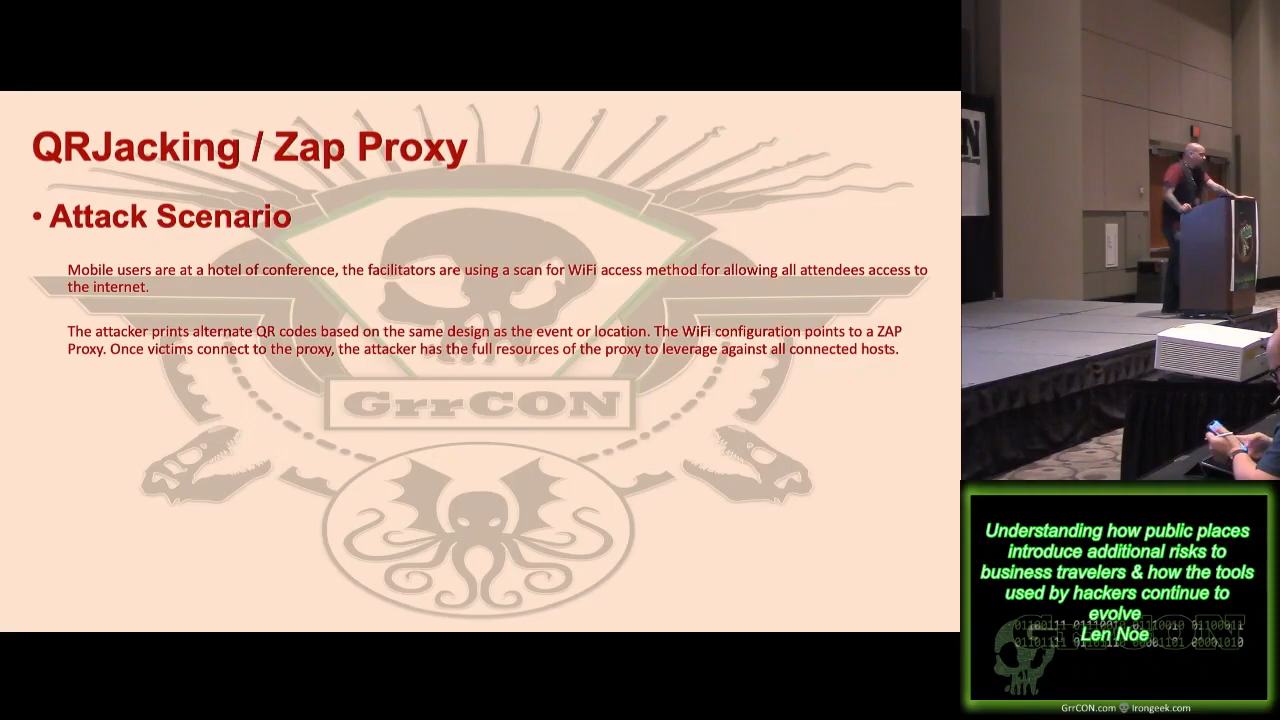 QRJacking / Zap Proxy
• Attack Scenario
Mobile users are at a hotel of conference, the facilitators are using a scan for WiFi access method for allowing all attendees access to
the internet.
The attacker prints alternate QR codes based on the same design as the event or location. The WiFi configuration points to a ZAP
Proxy. Once victims connect to the proxy, the attacker has the full resources of the proxy to leverage against all connected hosts.
GrrCON
Understanding how public places
introduce additional risks to
business travelers & how the tools
used by hackers continue to
evolve
Len Noe
GrrCON
GrrCON.com Irongeek.com